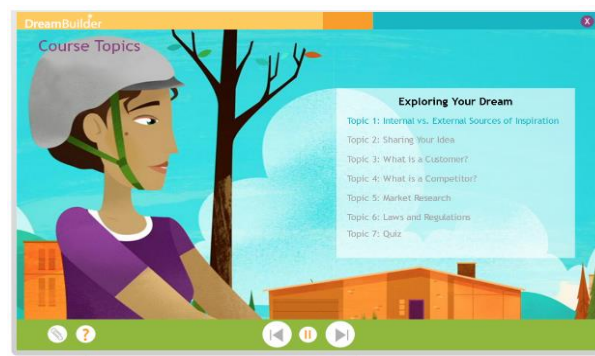 DreamBuilder
x
Course Topics
Exploring Your Dream
Topic 1: Internal vs. External Sources of Inspiration
Topic 2: Sharing Your Idea
Topic 3: What is a Customer?
Topic 4: What is a Competitor?
Topic 5: Market Research
Topic 6: Laws and Regulations
Topic 7: Quiz
?